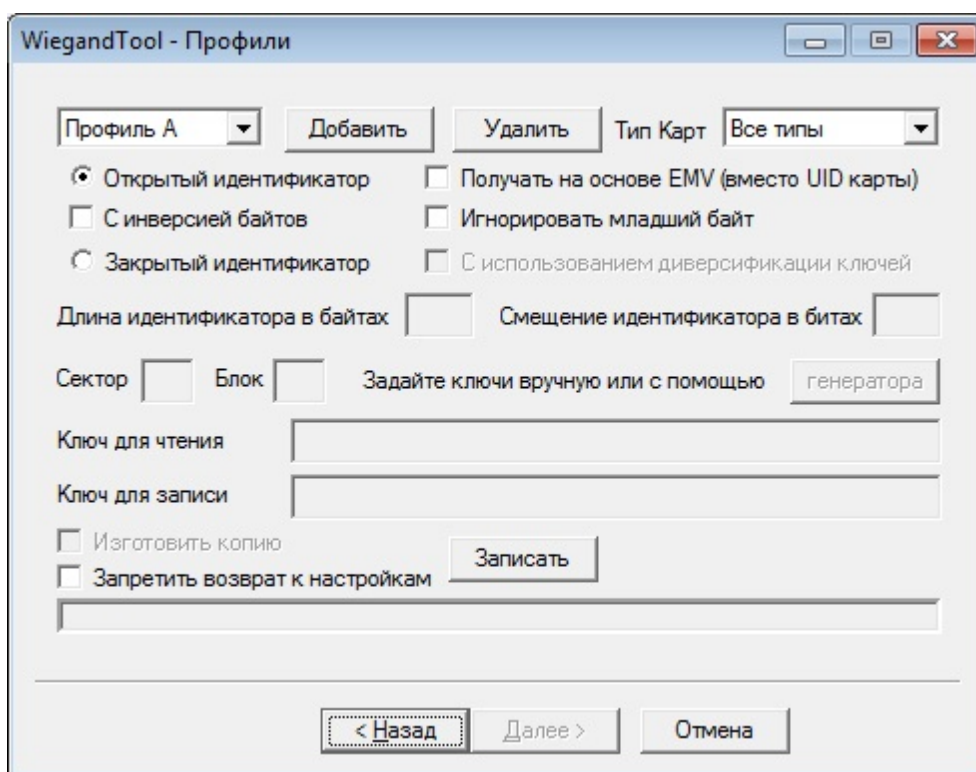 WiegandTool - Профили
Профиль A Добавить Удалить Тип Карт Все типы
Открытый идентификатор Получать на основе EMV (вместо UID карты)
С инверсией байтов Игнорировать младший байт
Закрытый идентификатор С использованием диверсификации ключей
Длина идентификатора в байтах Смещение идентификатора в битах
Сектор Блок Задайте ключи вручную или с помощью генератора
Ключ для чтения
Ключ для записи
Изготовить копию
Записать
Запретить возврат к настройкам
< Назад Далее > Отмена